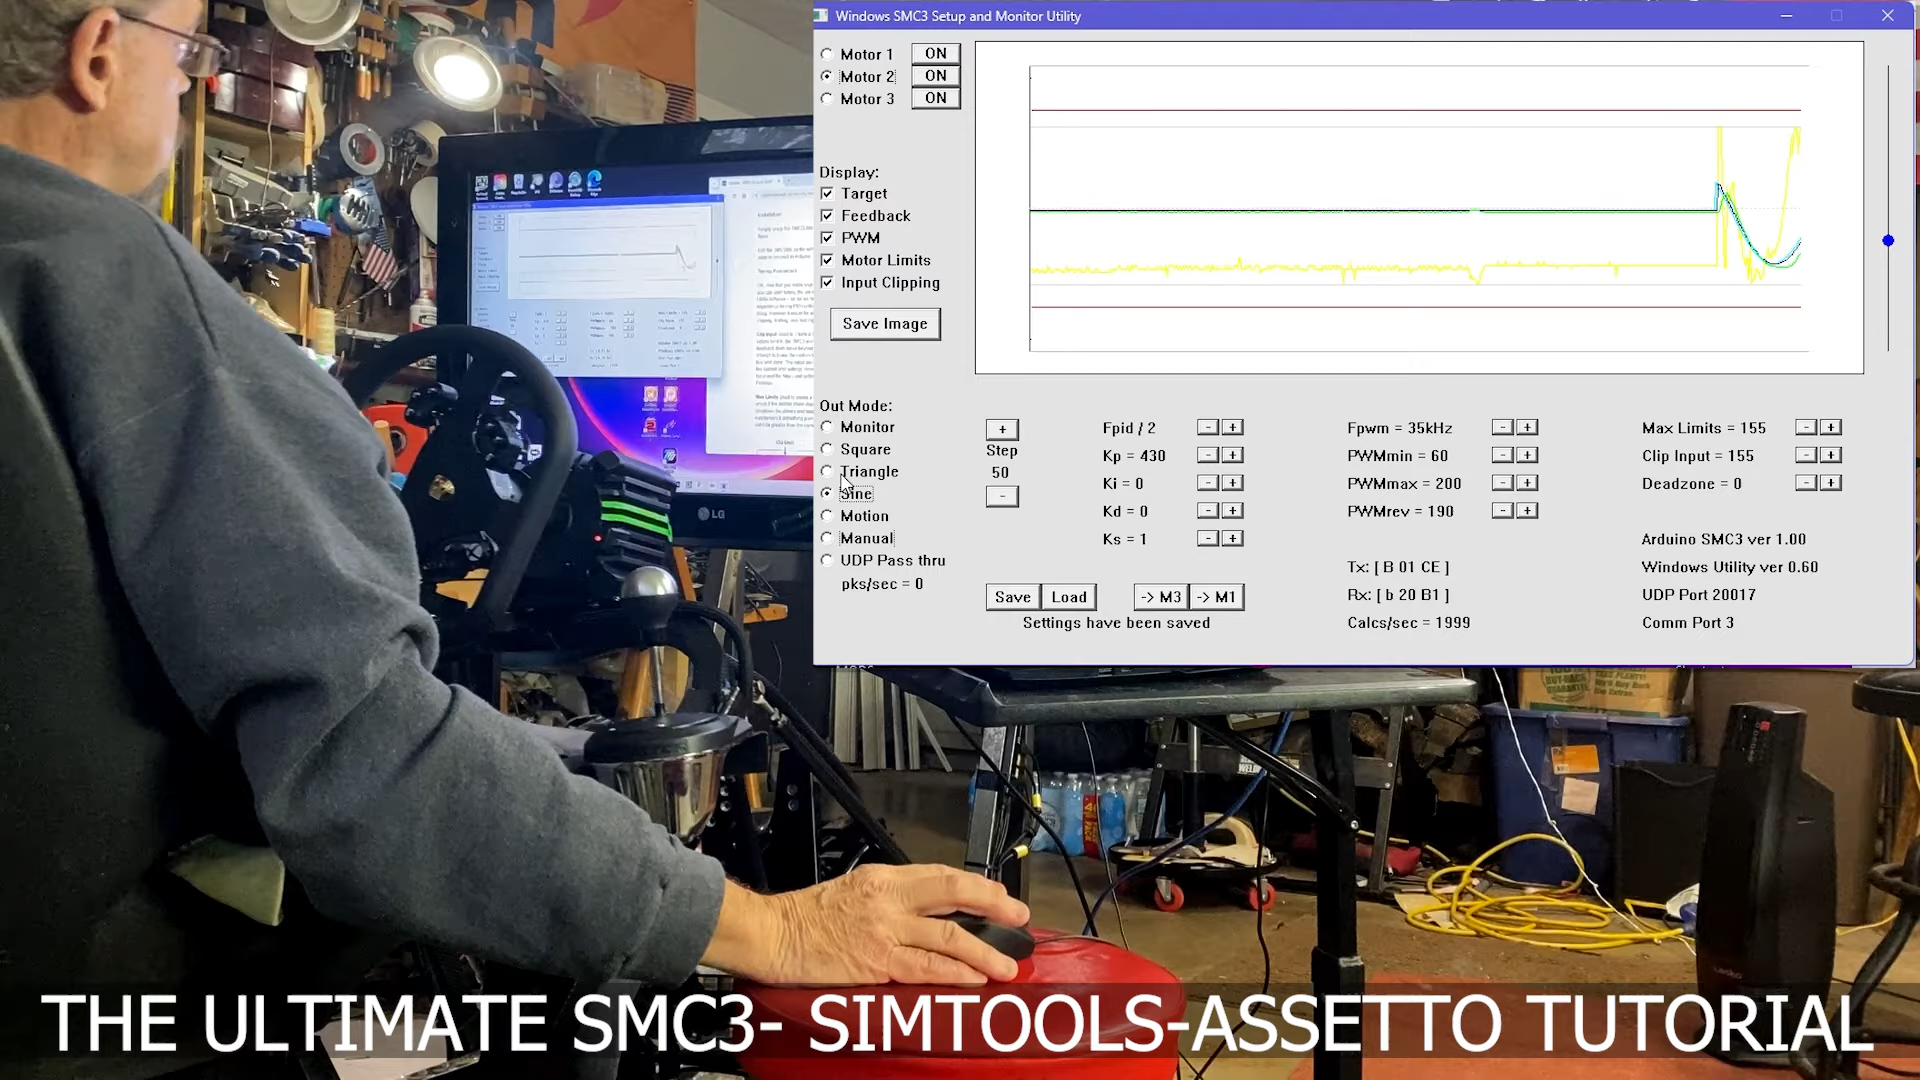 Windows SMC3 Setup and Monitor Utility
Motor 1 ON
Motor 2 ON
Motor 3 ON
Display:
Target
Feedback
PWM
Motor Limits
Input Clipping
Save Image
Out Mode:
Monitor
Square
Triangle
Sine
Motion
Manual
UDP Pass thru
pks/sec = 0
+
Step
50
-
Fpid / 2 - +
Kp = 430 - +
Ki = 0 - +
Kd = 0 - +
Ks = 1 - +
Save Load -> M3 -> M1
Settings have been saved
Fpwm = 35kHz - +
PWMmin = 60 - +
PWMmax = 200 - +
PWMrev = 190 - +
Tx: [ B 01 CE ]
Rx: [ b 20 B1 ]
Calcs/sec = 1999
Max Limits = 155 - +
Clip Input = 155 - +
Deadzone = 0 - +
Arduino SMC3 ver 1.00
Windows Utility ver 0.60
UDP Port 20017
Comm Port 3
LG
Lasko
THE ULTIMATE SMC3- SIMTOOLS-ASSETTO TUTORIAL